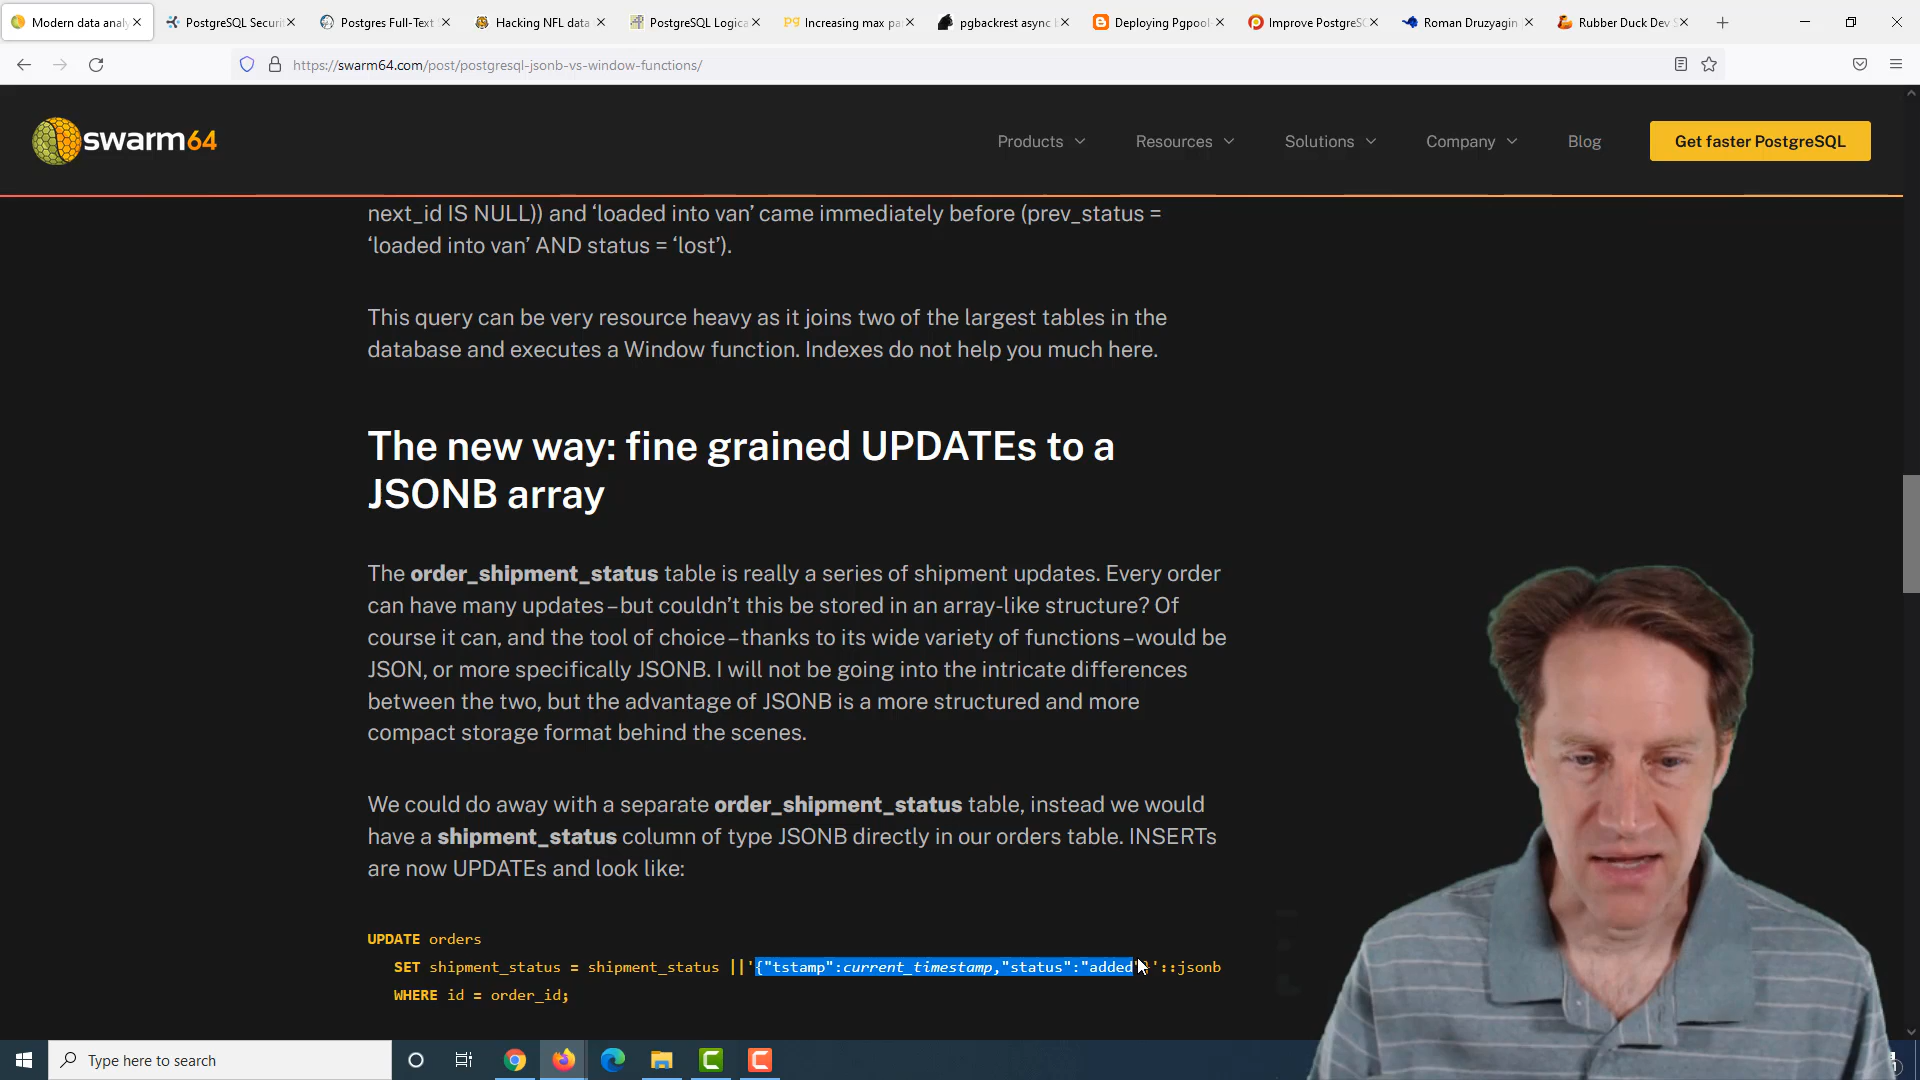 Modern data analy
PostgreSQL Securit
Postgres Full-Text
Hacking NFL data
PostgreSQL Logica
Increasing max pa
pgbackrest async
Deploying Pgpool-
Improve PostgreSQ
Roman Druzyagin
Rubber Duck Dev S
https://swarm64.com/post/postgresql-jsonb-vs-window-functions/
swarm64
Products
Resources
Solutions
Company
Blog
Get faster PostgreSQL
next_id IS NULL)) and ‘loaded into van’ came immediately before (prev_status =
‘loaded into van’ AND status = ‘lost’).
This query can be very resource heavy as it joins two of the largest tables in the
database and executes a Window function. Indexes do not help you much here.
The new way: fine grained UPDATEs to a
JSONB array
The order_shipment_status table is really a series of shipment updates. Every order
can have many updates – but couldn’t this be stored in an array-like structure? Of
course it can, and the tool of choice – thanks to its wide variety of functions – would be
JSON, or more specifically JSONB. I will not be going into the intricate differences
between the two, but the advantage of JSONB is a more structured and more
compact storage format behind the scenes.
We could do away with a separate order_shipment_status table, instead we would
have a shipment_status column of type JSONB directly in our orders table. INSERTs
are now UPDATEs and look like:
UPDATE orders
SET shipment_status = shipment_status ||'{"tstamp":current_timestamp,"status":"added"}'::jsonb
WHERE id = order_id;
Type here to search